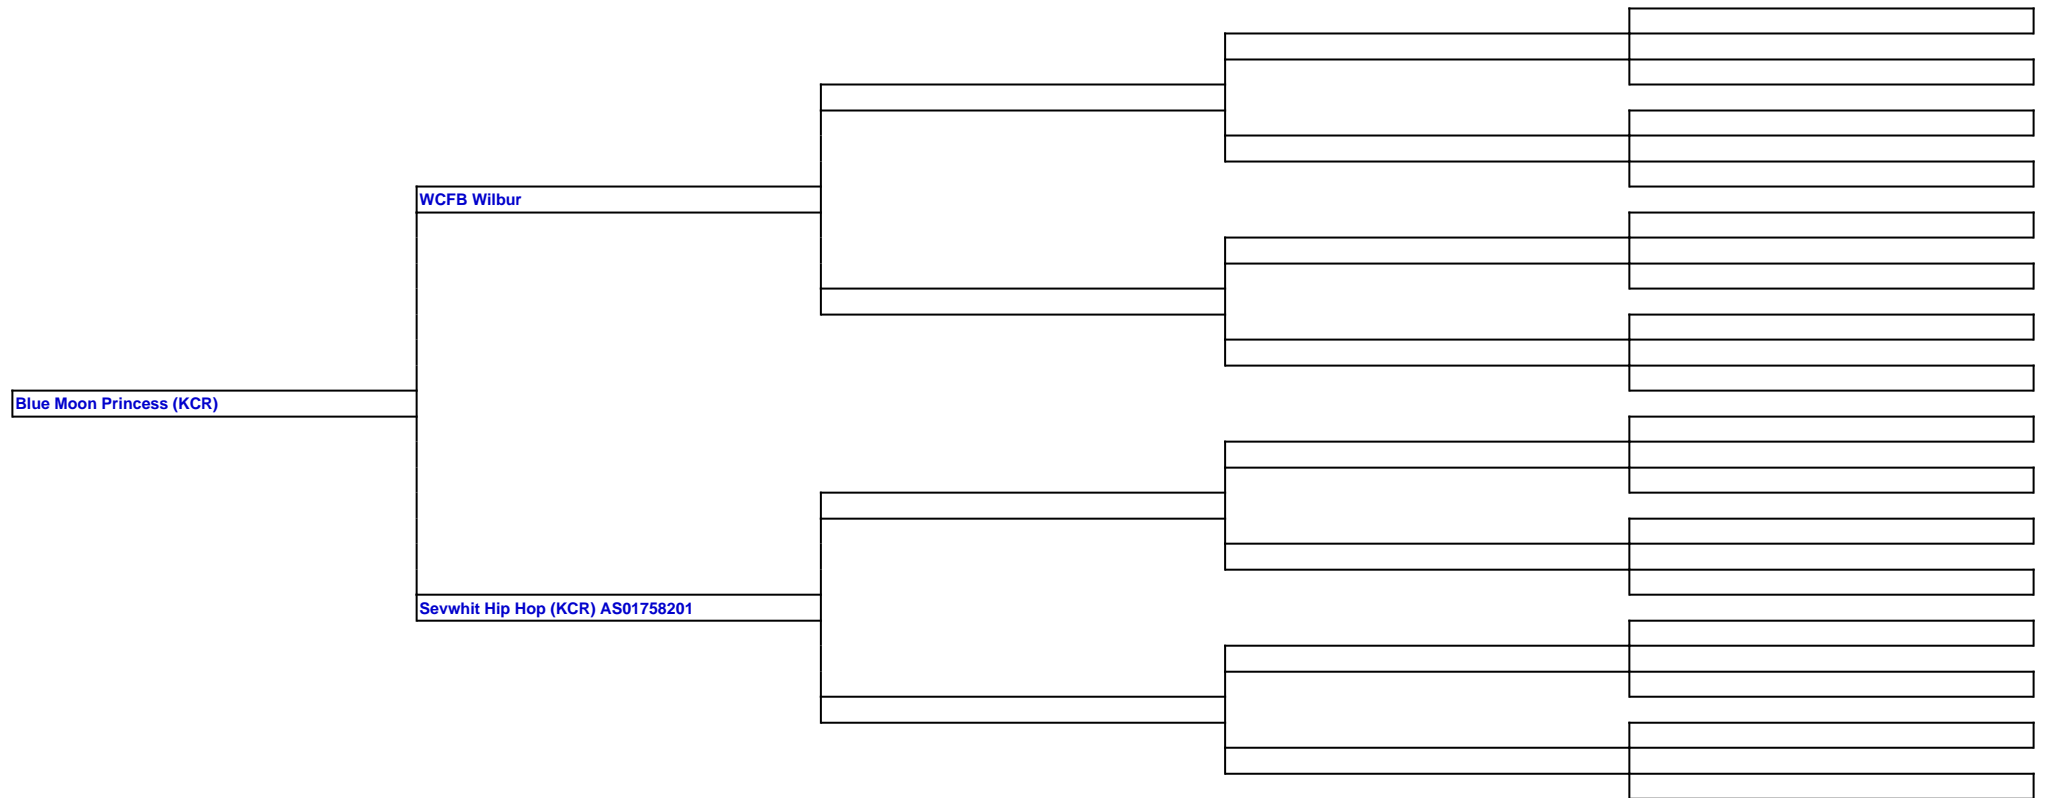 WCFB Wilbur
Blue Moon Princess (KCR)
Sevwhit Hip Hop (KCR) AS01758201